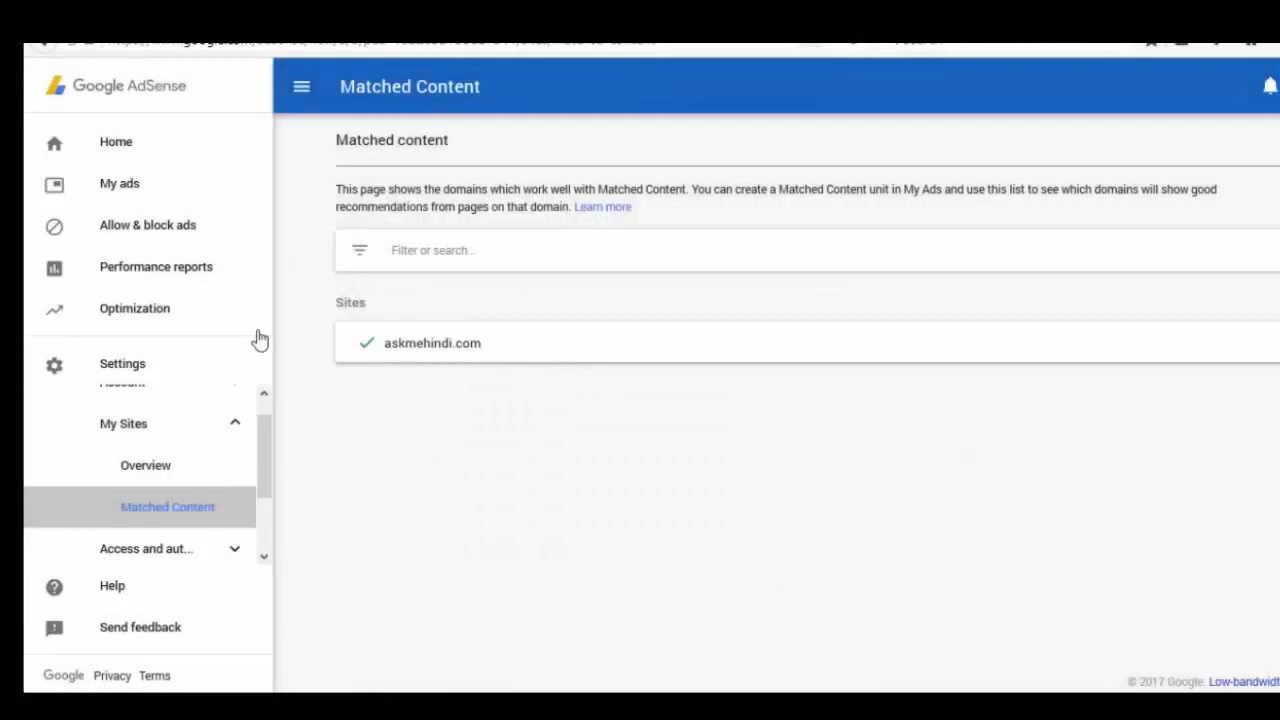 Google AdSense
Matched Content
Home
My ads
Allow & block ads
Performance reports
Optimization
Settings
Account
My Sites
Overview
Matched Content
Access and aut...
Help
Send feedback
Google Privacy Terms
Matched content
This page shows the domains which work well with Matched Content. You can create a Matched Content unit in My Ads and use this list to see which domains will show good
recommendations from pages on that domain. Learn more
Filter or search...
Sites
askmehindi.com
© 2017 Google. Low-bandwidt